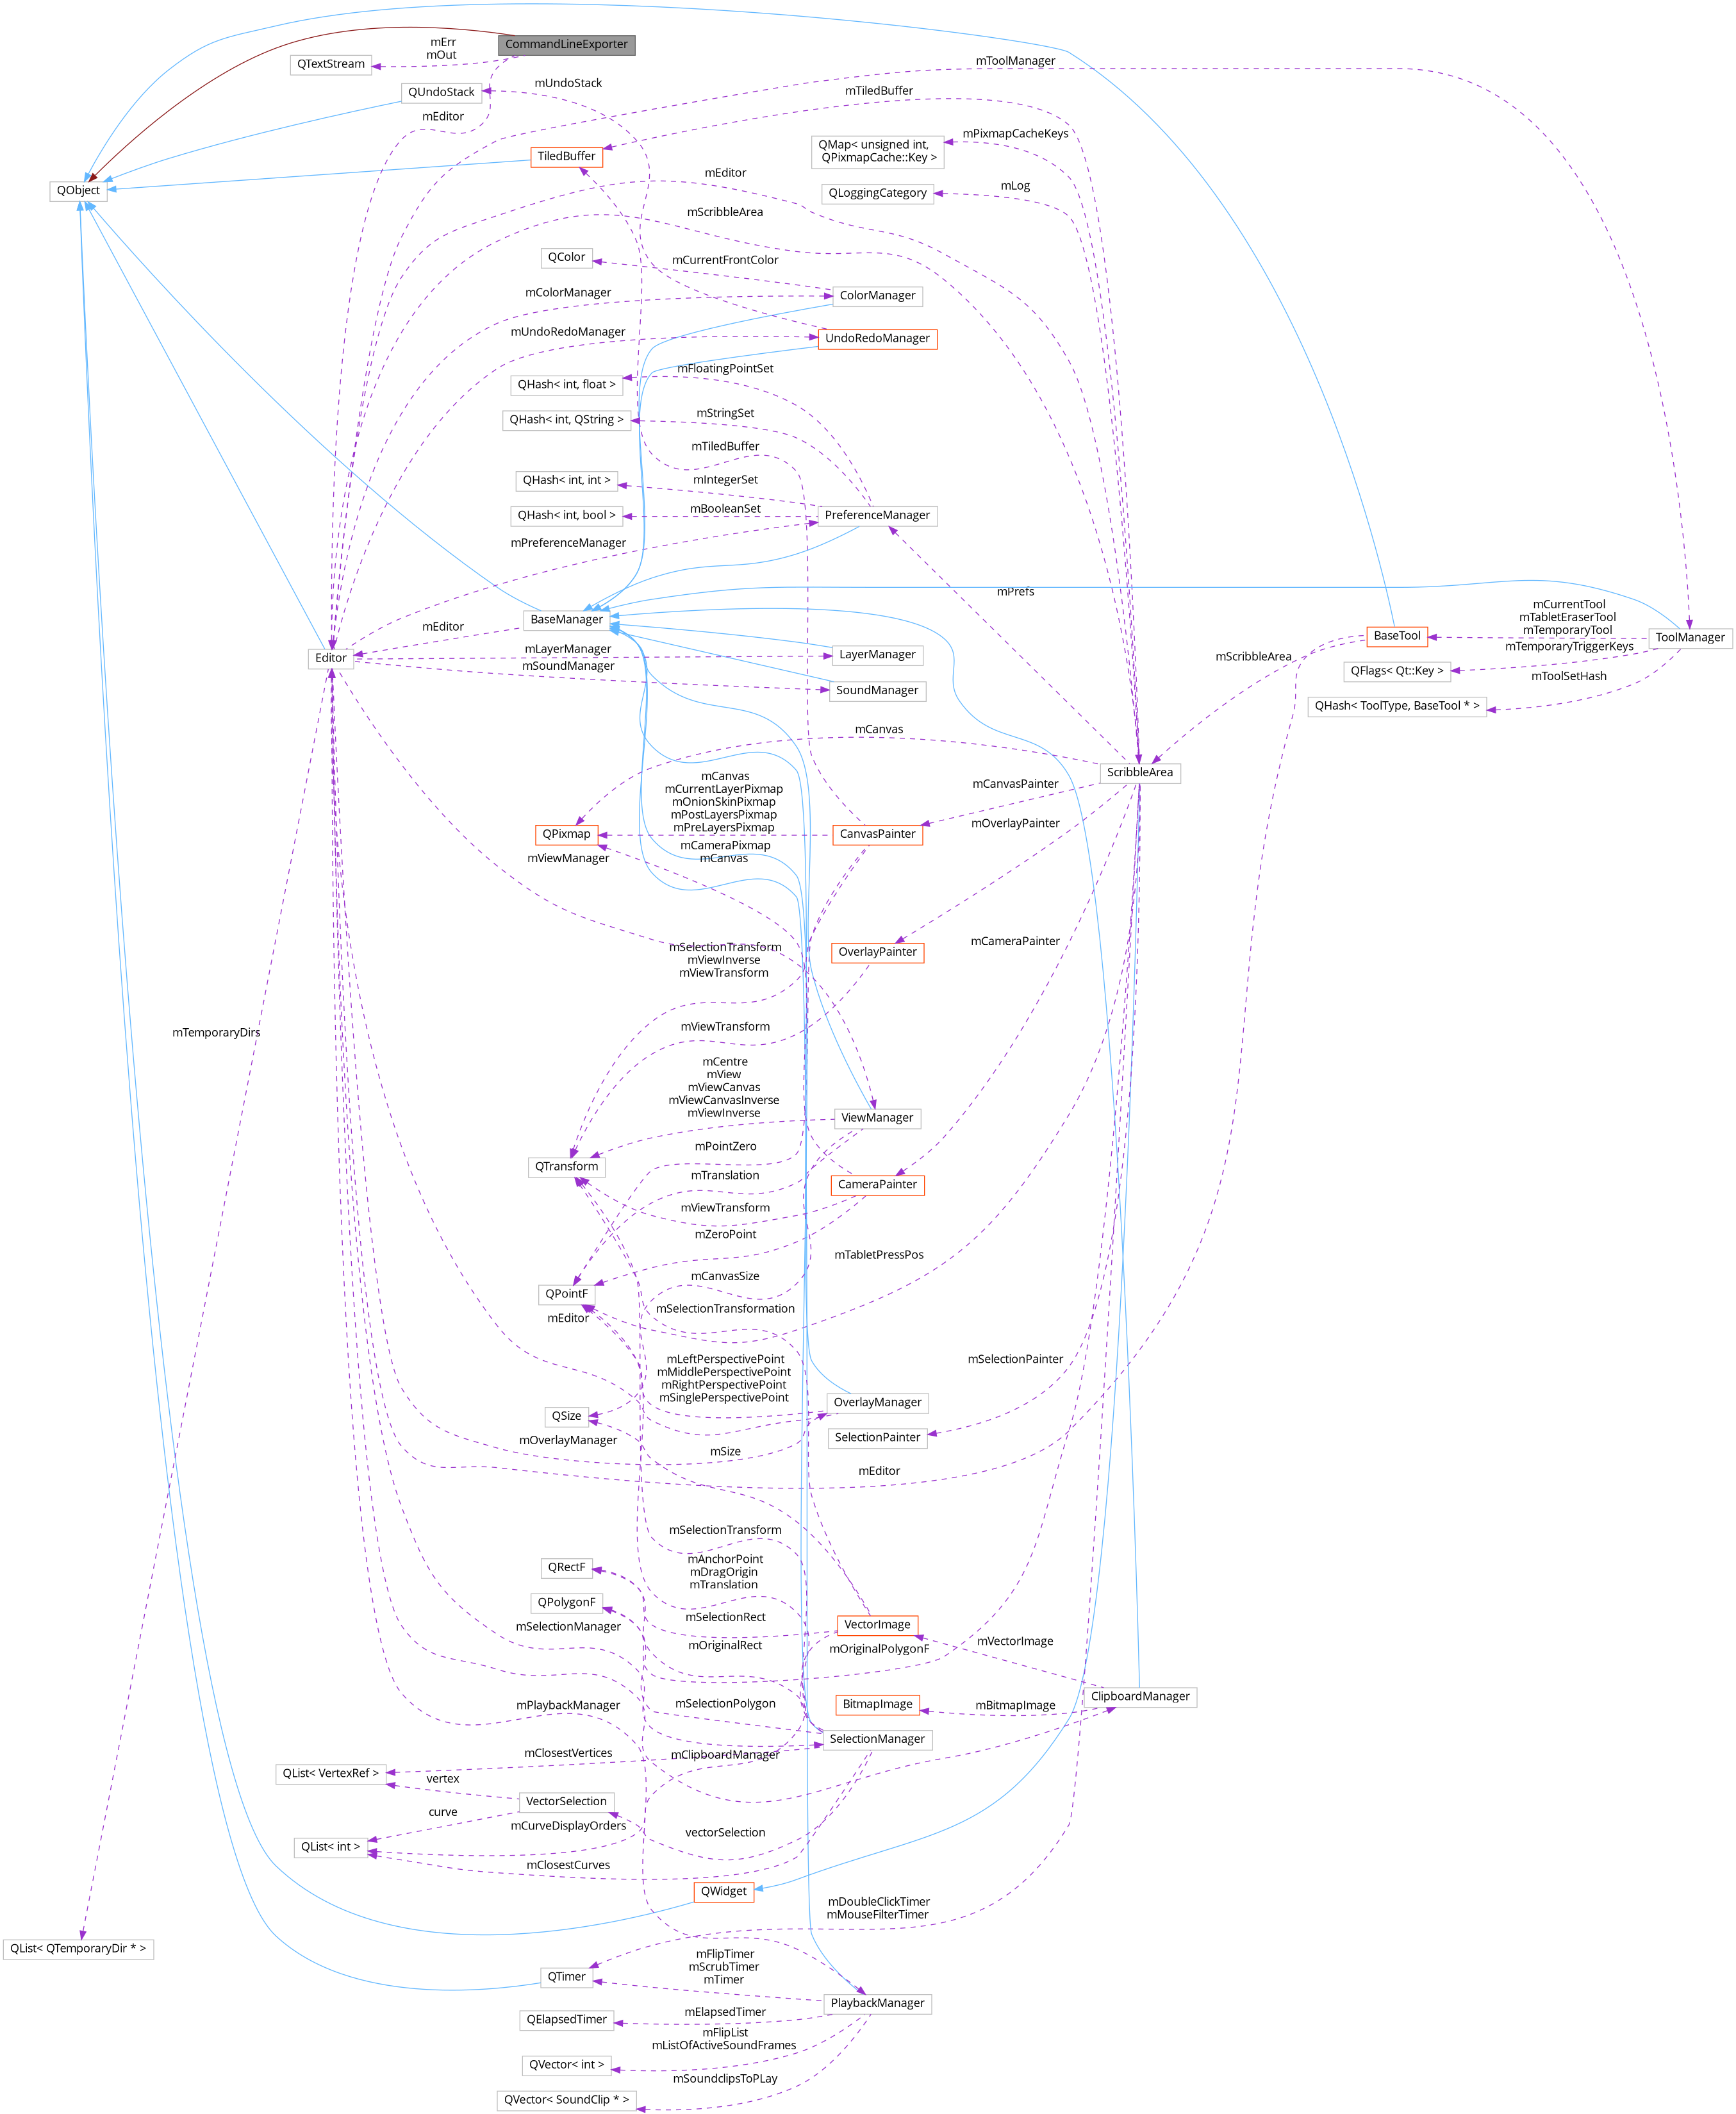 CommandLineExporter
mErr
mOut
QTextStream
mToolManager
mUndoStack
QUndoStack
mTiledBuffer
mEditor
mPixmapCacheKeys
QMap< unsigned int,
QPixmapCache::Key >
TiledBuffer
mEditor
mLog
QLoggingCategory
QObject
mScribbleArea
QColor
mCurrentFrontColor
mColorManager
ColorManager
mUndoRedoManager
UndoRedoManager
mFloatingPointSet
QHash< int, float >
mStringSet
QHash< int, QString >
mTiledBuffer
QHash< int, int >
mIntegerSet
mBooleanSet
QHash< int, bool >
PreferenceManager
mPreferenceManager
mPrefs
BaseManager
mEditor
mCurrentTool
mTabletEraserTool
mTemporaryTool
BaseTool
ToolManager
mTemporaryTriggerKeys
Editor
mLayerManager
LayerManager
mScribbleArea
mSoundManager
QFlags< Qt::Key >
mToolSetHash
SoundManager
QHash< ToolType, BaseTool * >
mCanvas
ScribbleArea
mCanvas
mCurrentLayerPixmap
mOnionSkinPixmap
mPostLayersPixmap
mPreLayersPixmap
mCanvasPainter
QPixmap
CanvasPainter
mOverlayPainter
mCameraPixmap
mCanvas
mViewManager
mSelectionTransform
mViewInverse
mViewTransform
OverlayPainter
mCameraPainter
mTemporaryDirs
mViewTransform
mCentre
mView
mViewCanvas
mViewCanvasInverse
mViewInverse
ViewManager
mPointZero
QTransform
mTranslation
CameraPainter
mViewTransform
mZeroPoint
mTabletPressPos
mCanvasSize
QPointF
mSelectionTransformation
mEditor
mLeftPerspectivePoint
mMiddlePerspectivePoint
mRightPerspectivePoint
mSinglePerspectivePoint
mSelectionPainter
OverlayManager
QSize
SelectionPainter
mOverlayManager
mSize
mEditor
mSelectionTransform
mAnchorPoint
mDragOrigin
mTranslation
QRectF
QPolygonF
mSelectionRect
VectorImage
mSelectionManager
mOriginalRect
mOriginalPolygonF
mVectorImage
ClipboardManager
mPlaybackManager
mSelectionPolygon
BitmapImage
mBitmapImage
SelectionManager
mClosestVertices
mClipboardManager
QList< VertexRef >
vertex
VectorSelection
curve
mCurveDisplayOrders
vectorSelection
QList< int >
mClosestCurves
QWidget
mDoubleClickTimer
mMouseFilterTimer
QList< QTemporaryDir * >
mFlipTimer
mScrubTimer
mTimer
QTimer
PlaybackManager
mElapsedTimer
QElapsedTimer
mFlipList
mListOfActiveSoundFrames
QVector< int >
mSoundclipsToPLay
QVector< SoundClip * >